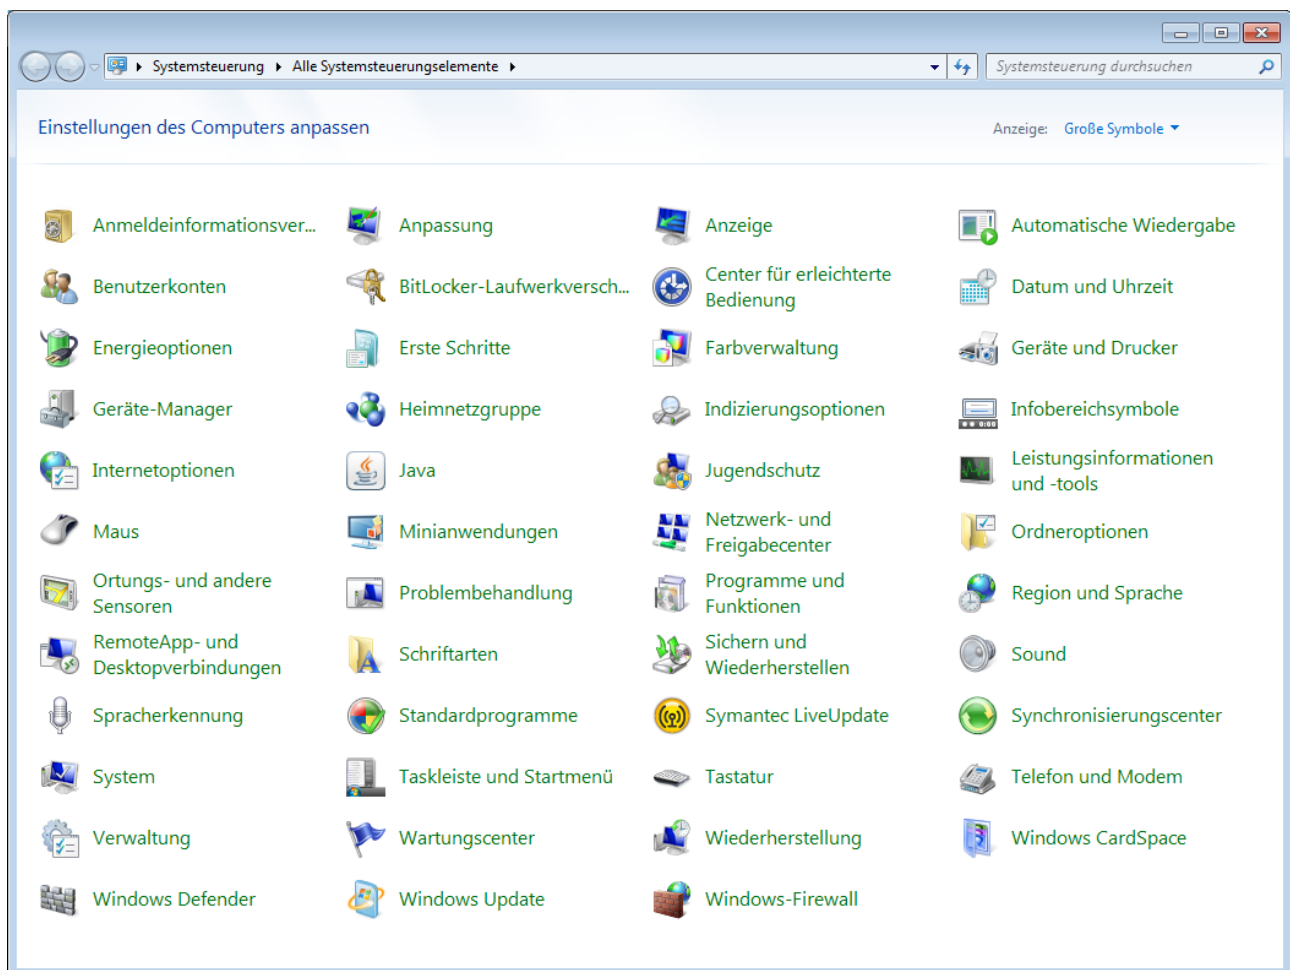 Systemsteuerung Alle Systemsteuerungselemente Systemsteuerung durchsuchen
Einstellungen des Computers anpassen Anzeige: Große Symbole
Anmeldeinformationsver... Anpassung Anzeige Automatische Wiedergabe
Benutzerkonten BitLocker-Laufwerkversch... Center für erleichterte
Bedienung Datum und Uhrzeit
Energieoptionen Erste Schritte Farbverwaltung Geräte und Drucker
Geräte-Manager Heimnetzgruppe Indizierungsoptionen Infobereichsymbole
Internetoptionen Java Jugendschutz Leistungsinformationen
und -tools
Maus Minianwendungen Netzwerk- und
Freigabecenter Ordneroptionen
Ortungs- und andere
Sensoren Problembehandlung Programme und
Funktionen Region und Sprache
RemoteApp- und
Desktopverbindungen Schriftarten Sichern und
Wiederherstellen Sound
Spracherkennung Standardprogramme Symantec LiveUpdate Synchronisierungscenter
System Taskleiste und Startmenü Tastatur Telefon und Modem
Verwaltung Wartungscenter Wiederherstellung Windows CardSpace
Windows Defender Windows Update Windows-Firewall